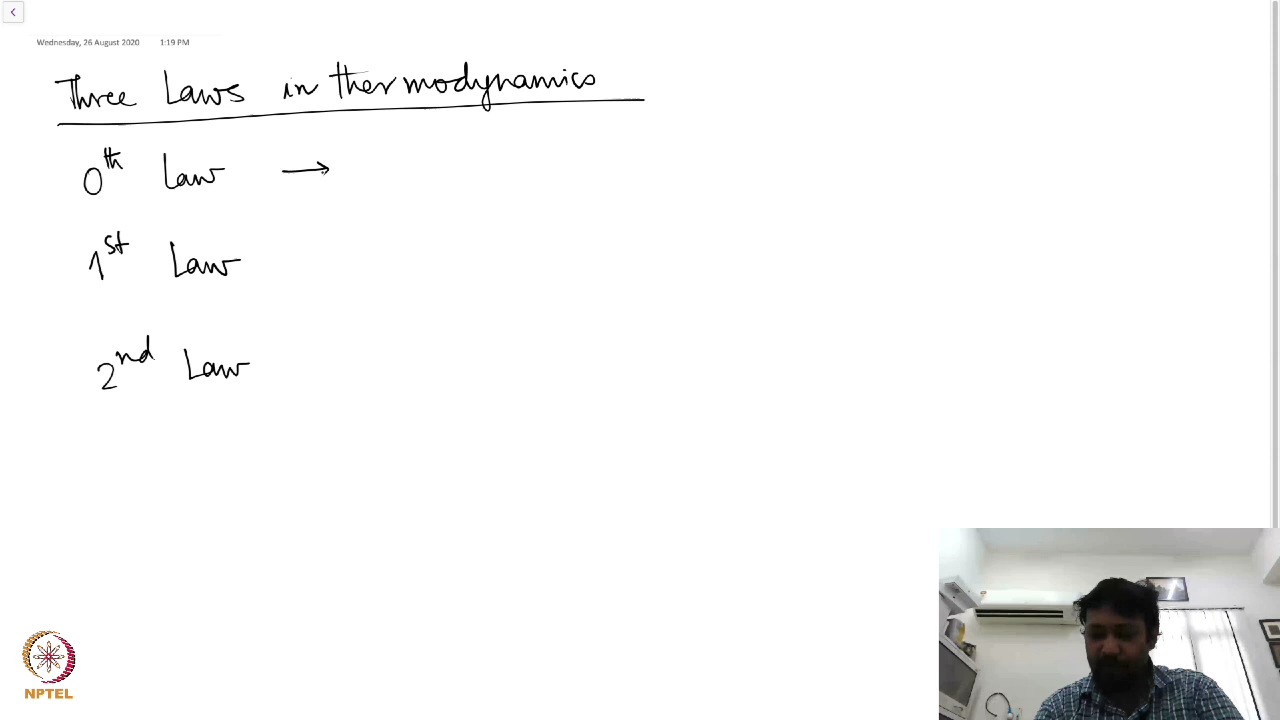 Wednesday, 26 August 2020 1:19 PM
Three Laws in thermodynamics
0th Law →
1st Law
2nd Law
NPTEL